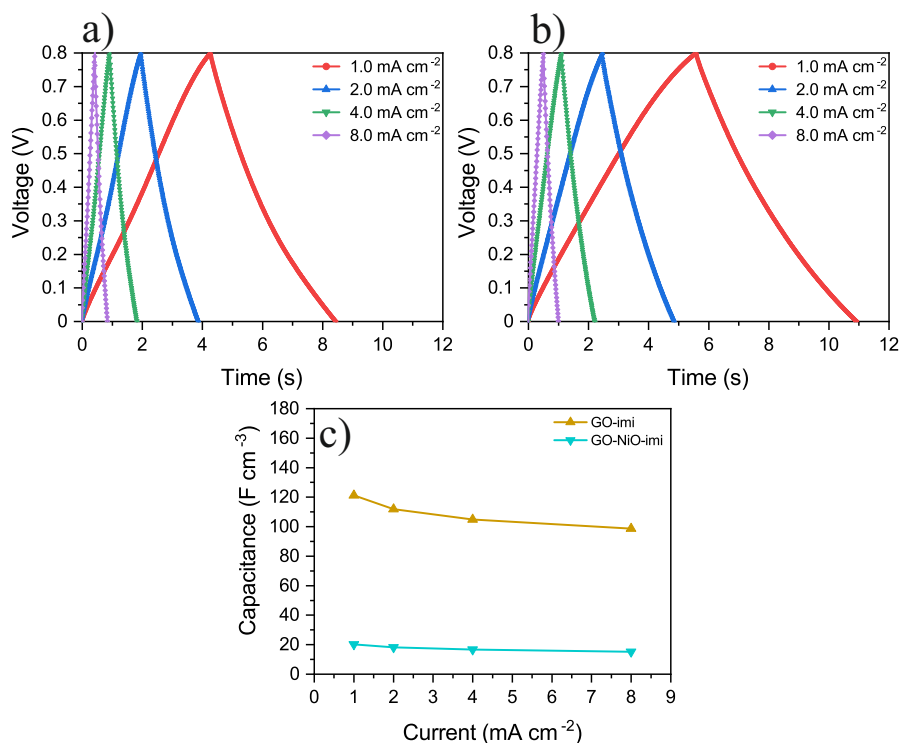 a)
1.0 mA cm⁻²
2.0 mA cm⁻²
4.0 mA cm⁻²
8.0 mA cm⁻²
Voltage (V)
0.8
0.7
0.6
0.5
0.4
0.3
0.2
0.1
0
0 2 4 6 8 10 12
Time (s)
b)
1.0 mA cm⁻²
2.0 mA cm⁻²
4.0 mA cm⁻²
8.0 mA cm⁻²
Voltage (V)
0.8
0.7
0.6
0.5
0.4
0.3
0.2
0.1
0
0 2 4 6 8 10 12
Time (s)
c)
GO-imi
GO-NiO-imi
Capacitance (F cm⁻³)
180
160
140
120
100
80
60
40
20
0
0 1 2 3 4 5 6 7 8 9
Current (mA cm⁻²)